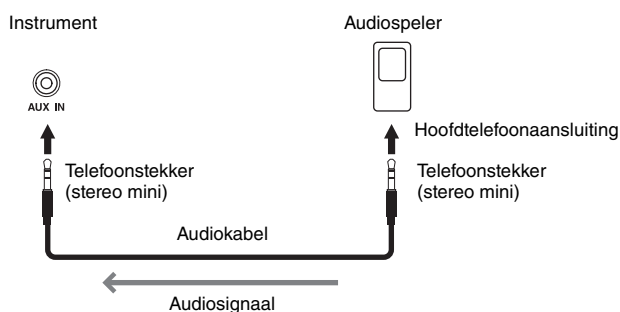 Instrument
Audiospeler
AUX IN
Hoofdtelefoonaansluiting
Telefoonstekker
(stereo mini)
Telefoonstekker
(stereo mini)
Audiokabel
Audiosignaal